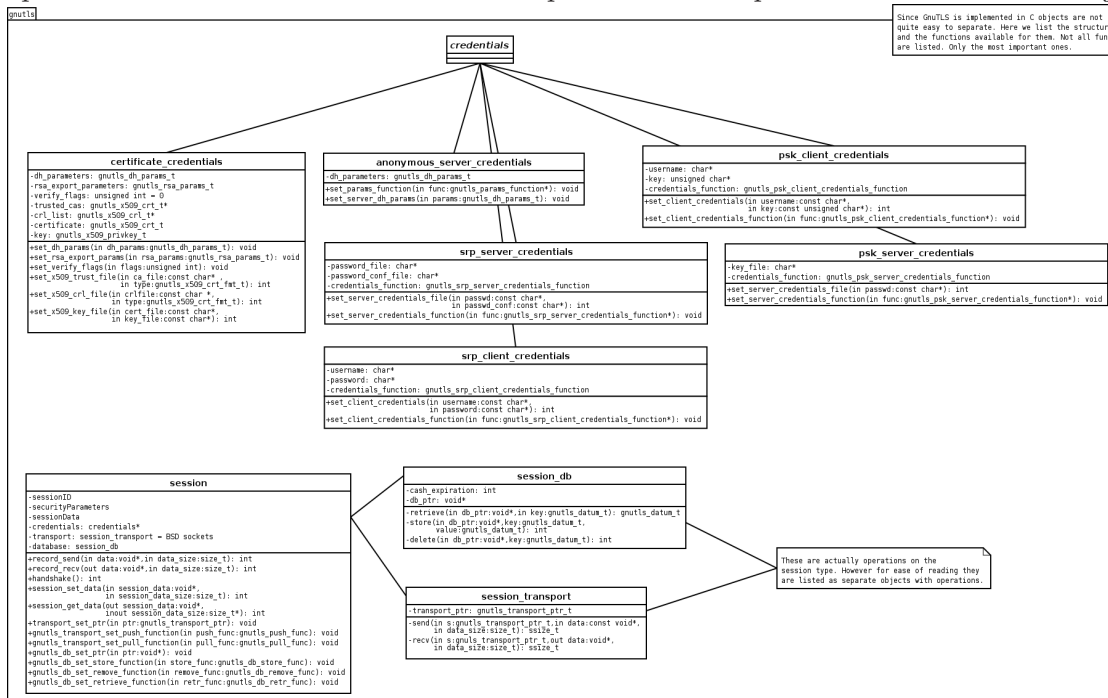 gnutls
Since GnuTLS is implemented in C objects are not
quite easy to separate. Here we list the structur
and the functions available for them. Not all fun
are listed. Only the most important ones.
credentials
certificate_credentials
-dh_parameters: gnutls_dh_params_t
-rsa_export_parameters: gnutls_rsa_params_t
-verify_flags: unsigned int = 0
-trusted_cas: gnutls_x509_crt_t*
-crl_list: gnutls_x509_crl_t*
-certificate: gnutls_x509_crt_t
-key: gnutls_x509_privkey_t
+set_dh_params(in dh_params:gnutls_dh_params_t): void
+set_rsa_export_params(in rsa_params:gnutls_rsa_params_t): void
+set_verify_flags(in flags:unsigned int): void
+set_x509_trust_file(in ca_file:const char* ,
in type:gnutls_x509_crt_fmt_t): int
+set_x509_crl_file(in crlfile:const char *,
in type:gnutls_x509_crt_fmt_t): int
+set_x509_key_file(in cert_file:const char*,
in key_file:const char*): int
anonymous_server_credentials
-dh_parameters: gnutls_dh_params_t
+set_params_function(in func:gnutls_params_function*): void
+set_server_dh_params(in params:gnutls_dh_params_t): void
psk_client_credentials
-username: char*
-key: unsigned char*
-credentials_function: gnutls_psk_client_credentials_function
+set_client_credentials(in username:const char*,
in key:const unsigned char*): int
+set_client_credentials_function(in func:gnutls_psk_client_credentials_function*): void
srp_server_credentials
-password_file: char*
-password_conf_file: char*
-credentials_function: gnutls_srp_server_credentials_function
+set_server_credentials_file(in passwd:const char*,
in passwd_conf:const char*): int
+set_server_credentials_function(in func:gnutls_srp_server_credentials_function*): void
psk_server_credentials
-key_file: char*
-credentials_function: gnutls_psk_server_credentials_function
+set_server_credentials_file(in passwd:const char*): int
+set_server_credentials_function(in func:gnutls_psk_server_credentials_function*): void
srp_client_credentials
-username: char*
-password: char*
-credentials_function: gnutls_srp_client_credentials_function
+set_client_credentials(in username:const char*,
in password:const char*): int
+set_client_credentials_function(in func:gnutls_srp_client_credentials_function*): void
session
-sessionID
-securityParameters
-sessionData
-credentials: credentials*
-transport: session_transport = BSD sockets
-database: session_db
+record_send(in data:void*,in data_size:size_t): int
+record_recv(out data:void*,in data_size:size_t): int
+handshake(): int
+session_set_data(in session_data:void*,
in session_data_size:size_t): int
+session_get_data(out session_data:void*,
inout session_data_size:size_t*): int
+transport_set_ptr(in ptr:gnutls_transport_ptr): void
+gnutls_transport_set_push_function(in push_func:gnutls_push_func): void
+gnutls_transport_set_pull_function(in pull_func:gnutls_pull_func): void
+gnutls_db_set_ptr(in ptr:void*): void
+gnutls_db_set_store_function(in store_func:gnutls_db_store_func): void
+gnutls_db_set_remove_function(in remove_func:gnutls_db_remove_func): void
+gnutls_db_set_retrieve_function(in retr_func:gnutls_db_retr_func): void
session_db
-cash_expiration: int
-db_ptr: void*
-retrieve(in db_ptr:void*,in key:gnutls_datum_t): gnutls_datum_t
-store(in db_ptr:void*,key:gnutls_datum_t,
value:gnutls_datum_t): int
-delete(in db_ptr:void*,key:gnutls_datum_t): int
session_transport
-transport_ptr: gnutls_transport_ptr_t
-send(in s:gnutls_transport_ptr_t,in data:const void*,
in data_size:size_t): ssize_t
-recv(in s:gnuls_transport_ptr_t,out data:void*,
in data_size:size_t): ssize_t
These are actually operations on the
session type. However for ease of reading they
are listed as separate objects with operations.